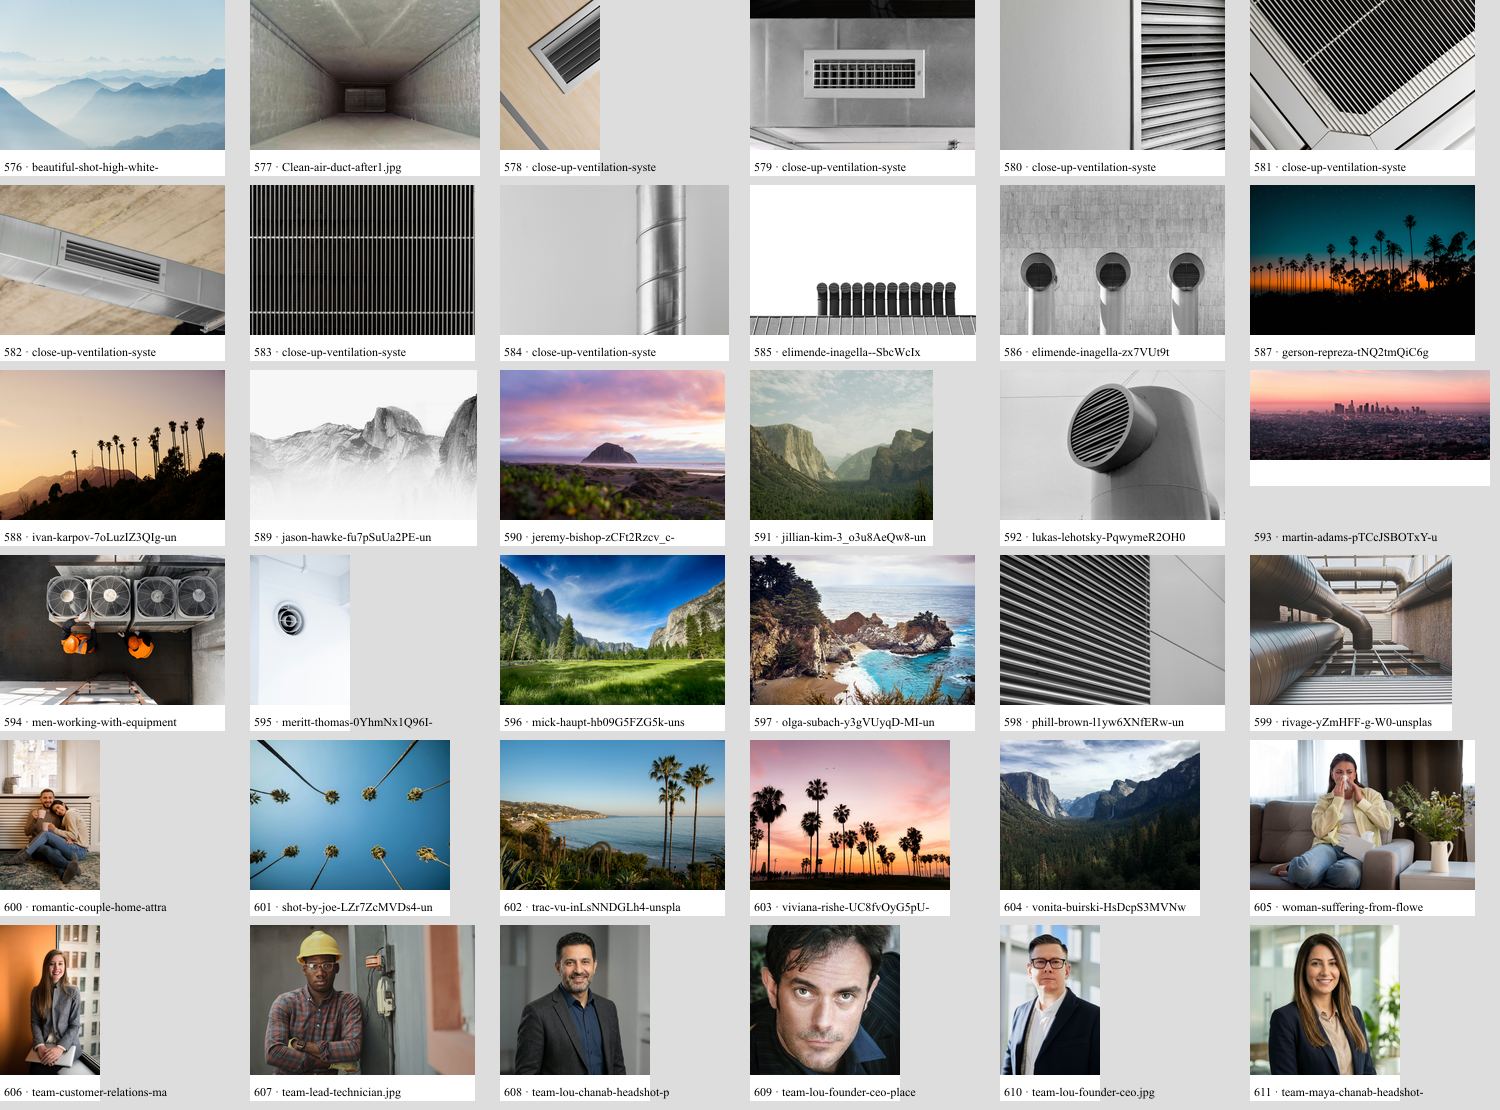 576 · beautiful-shot-high-white-
577 · Clean-air-duct-after1.jpg
578 · close-up-ventilation-syste
579 · close-up-ventilation-syste
580 · close-up-ventilation-syste
581 · close-up-ventilation-syste
582 · close-up-ventilation-syste
583 · close-up-ventilation-syste
584 · close-up-ventilation-syste
585 · elimende-inagella--SbcWcIx
586 · elimende-inagella-zx7VUt9t
587 · gerson-repreza-tNQ2tmQiC6g
588 · ivan-karpov-7oLuzIZ3QIg-un
589 · jason-hawke-fu7pSuUa2PE-un
590 · jeremy-bishop-zCFt2Rzcv_c-
591 · jillian-kim-3_o3u8AeQw8-un
592 · lukas-lehotsky-PqwymeR2OH0
593 · martin-adams-pTCcJSBOTxY-u
594 · men-working-with-equipment
595 · meritt-thomas-0YhmNx1Q96I-
596 · mick-haupt-hb09G5FZG5k-uns
597 · olga-subach-y3gVUyqD-MI-un
598 · phill-brown-l1yw6XNfERw-un
599 · rivage-yZmHFF-g-W0-unsplas
600 · romantic-couple-home-attra
601 · shot-by-joe-LZr7ZcMVDs4-un
602 · trac-vu-inLsNNDGLh4-unspla
603 · viviana-rishe-UC8fvOyG5pU-
604 · vonita-buirski-HsDcpS3MVNw
605 · woman-suffering-from-flowe
606 · team-customer-relations-ma
607 · team-lead-technician.jpg
608 · team-lou-chanab-headshot-p
609 · team-lou-founder-ceo-place
610 · team-lou-founder-ceo.jpg
611 · team-maya-chanab-headshot-